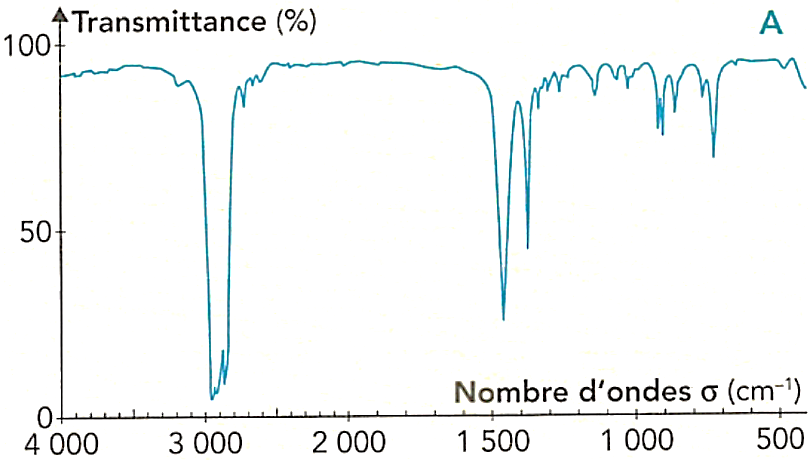 Transmittance (%)
A
100
50
0
Nombre d'ondes σ (cm⁻¹)
4 000 3 000 2 000 1 500 1 000 500